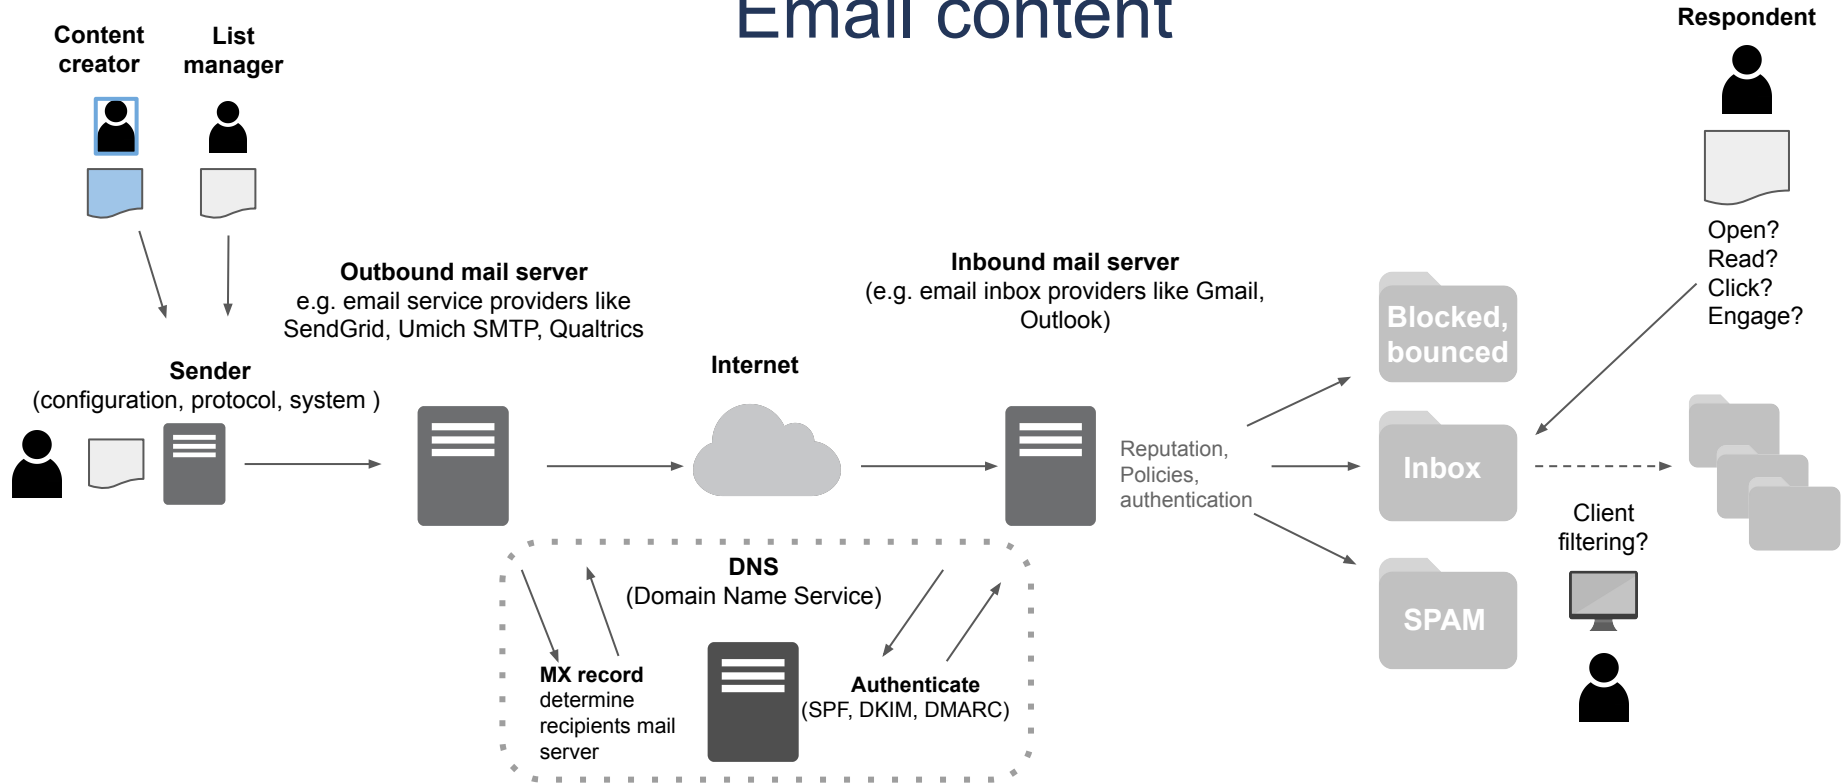 Email content
Content
creator
List
manager
Respondent
Open?
Read?
Click?
Engage?
Outbound mail server
e.g. email service providers like
SendGrid, Umich SMTP, Qualtrics
Inbound mail server
(e.g. email inbox providers like Gmail,
Outlook)
Sender
(configuration, protocol, system )
Internet
Blocked,
bounced
Reputation,
Policies,
authentication
Inbox
Client
filtering?
SPAM
DNS
(Domain Name Service)
MX record
determine
recipients mail
server
Authenticate
(SPF, DKIM, DMARC)